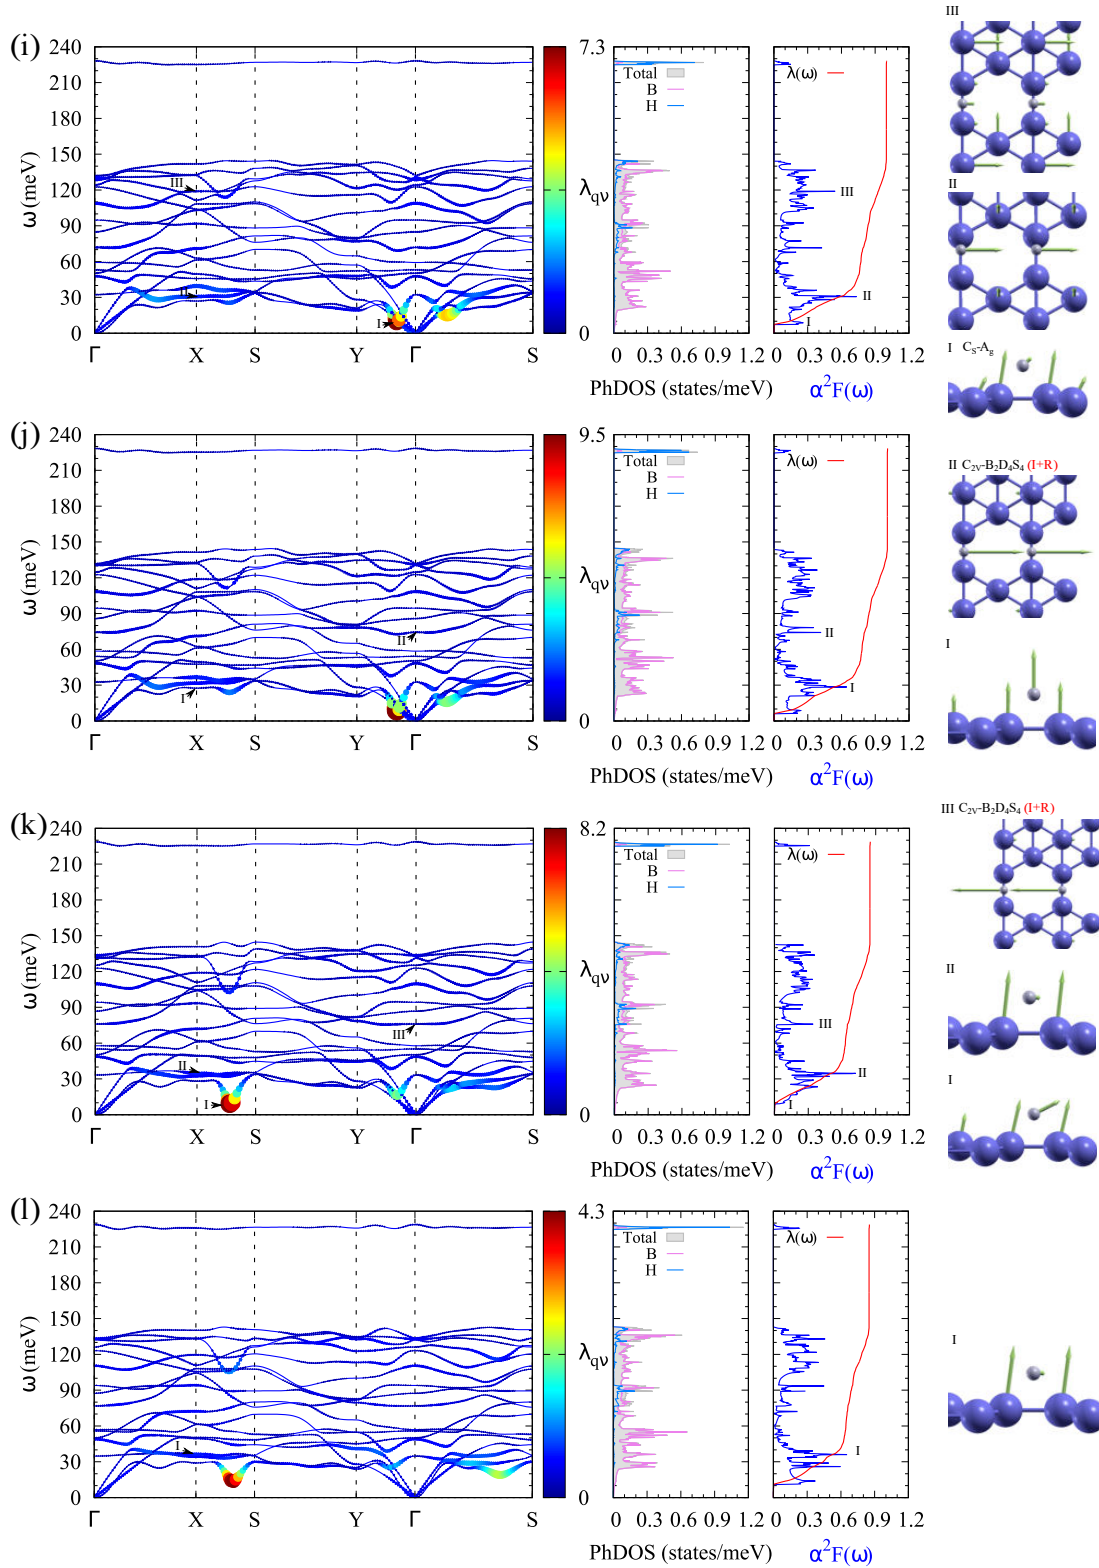 (i)
240
210
180
150
120
90
60
30
0
ω (meV)
III
II
I
Γ X S Y Γ S
7.3
λqν
0
Total
B
H
0 0.3 0.6 0.9 1.2
PhDOS (states/meV)
λ(ω)
III
II
I
0 0.3 0.6 0.9 1.2
α²F(ω)
III
II
I CS-Ag
(j)
240
210
180
150
120
90
60
30
0
ω (meV)
II
I
Γ X S Y Γ S
9.5
λqν
0
Total
B
H
0 0.3 0.6 0.9 1.2
PhDOS (states/meV)
λ(ω)
II
I
0 0.3 0.6 0.9 1.2
α²F(ω)
II C2V-B2D4S4 (I+R)
I
(k)
240
210
180
150
120
90
60
30
0
ω (meV)
III
II
I
Γ X S Y Γ S
8.2
λqν
0
Total
B
H
0 0.3 0.6 0.9 1.2
PhDOS (states/meV)
λ(ω)
III
II
I
0 0.3 0.6 0.9 1.2
α²F(ω)
III C2V-B2D4S4 (I+R)
II
I
(l)
240
210
180
150
120
90
60
30
0
ω (meV)
I
Γ X S Y Γ S
4.3
λqν
0
Total
B
H
0 0.3 0.6 0.9 1.2
PhDOS (states/meV)
λ(ω)
I
0 0.3 0.6 0.9 1.2
α²F(ω)
I